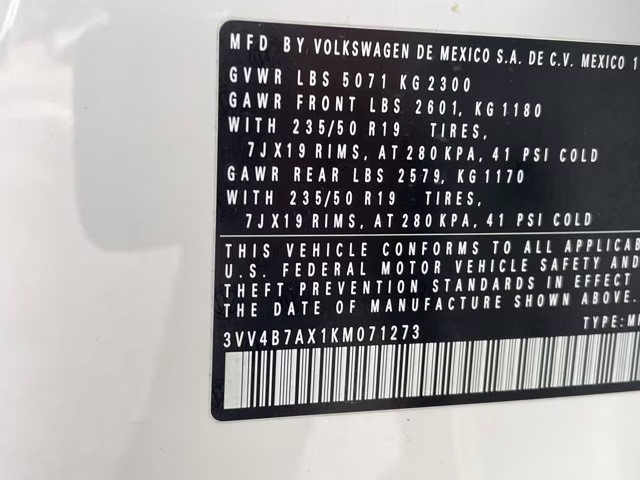 MFD BY VOLKSWAGEN DE MEXICO S.A. DE C.V. MEXICO 1
GVWR LBS 5071 KG 2300
GAWR FRONT LBS 2601, KG 1180
WITH 235/50 R19 TIRES,
7JX19 RIMS, AT 280 KPA, 41 PSI COLD
GAWR REAR LBS 2579, KG 1170
WITH 235/50 R19 TIRES,
7JX19 RIMS, AT 280 KPA, 41 PSI COLD
THIS VEHICLE CONFORMS TO ALL APPLICAB
U.S. FEDERAL MOTOR VEHICLE SAFETY AND
THEFT PREVENTION STANDARDS IN EFFECT
THE DATE OF MANUFACTURE SHOWN ABOVE.
3VV4B7AX1KM071273 TYPE: M